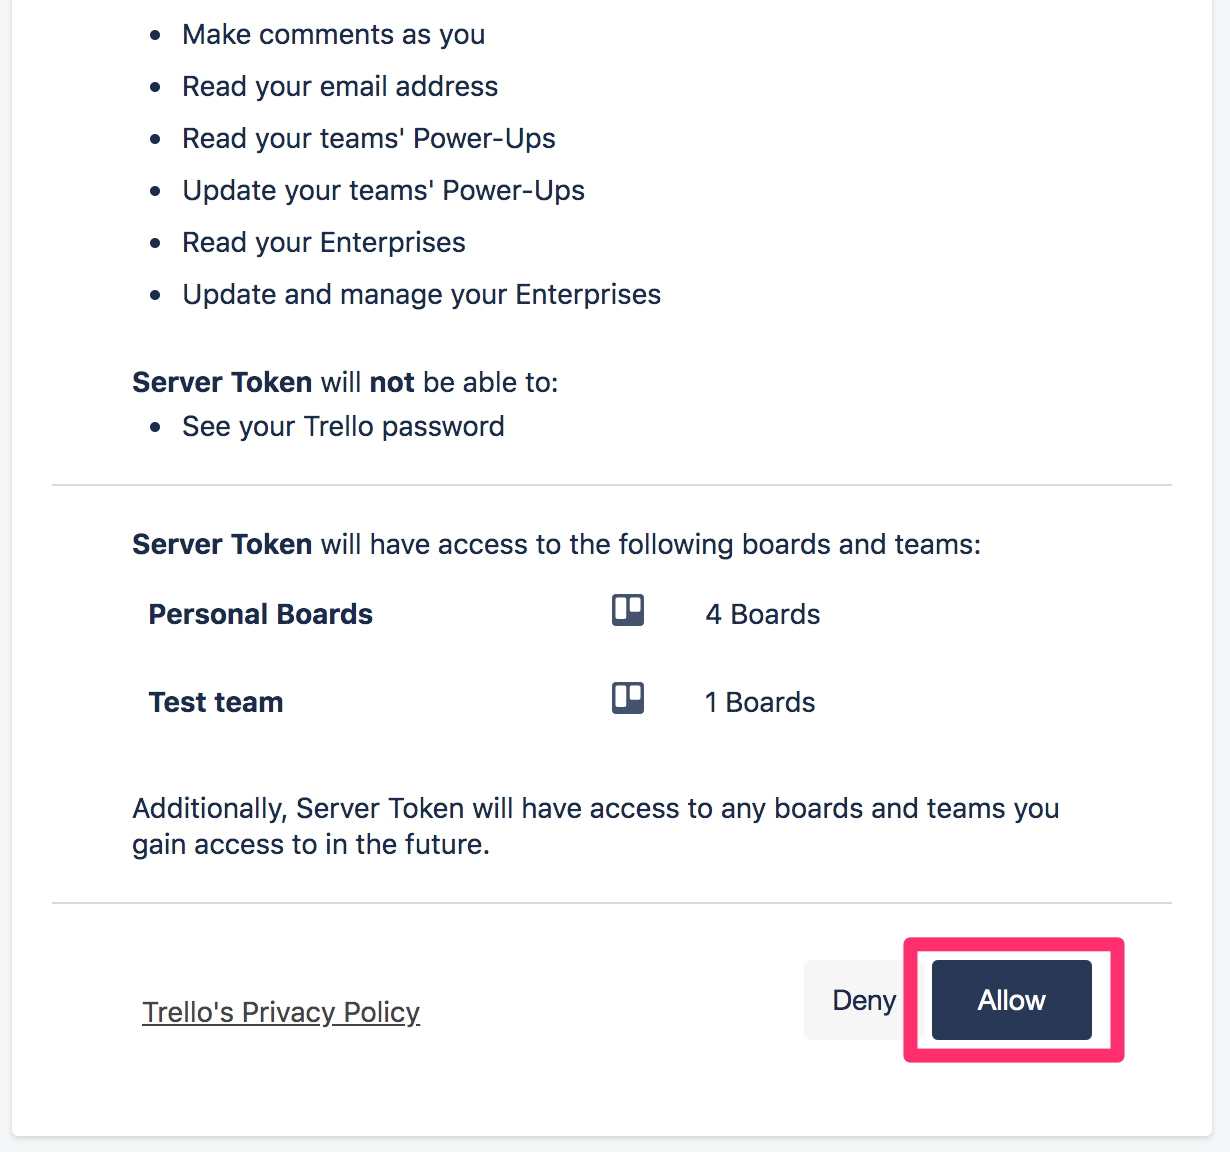 Make comments as you
Read your email address
Read your teams' Power-Ups
Update your teams' Power-Ups
Read your Enterprises
Update and manage your Enterprises
Server Token will not be able to:
See your Trello password
Server Token will have access to the following boards and teams:
Personal Boards 4 Boards
Test team 1 Boards
Additionally, Server Token will have access to any boards and teams you
gain access to in the future.
Trello's Privacy Policy Deny Allow